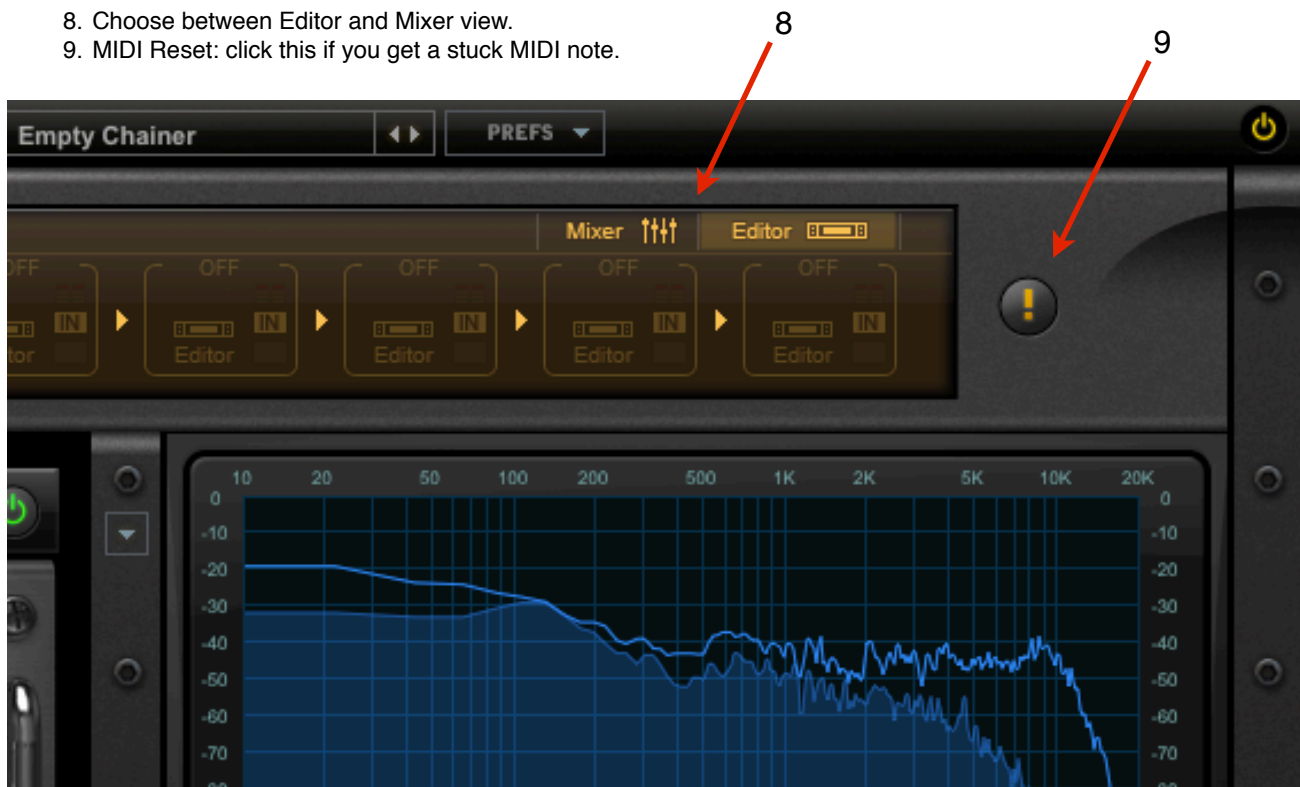 8. Choose between Editor and Mixer view.
8
9. MIDI Reset: click this if you get a stuck MIDI note.
9
Empty Chainer PREFS
Mixer Editor
OFF OFF OFF OFF
IN IN IN IN IN
Editor Editor Editor Editor
10 20 50 100 200 500 1K 2K 5K 10K 20K
0 0
-10 -10
-20 -20
-30 -30
-40 -40
-50 -50
-60 -60
-70 -70